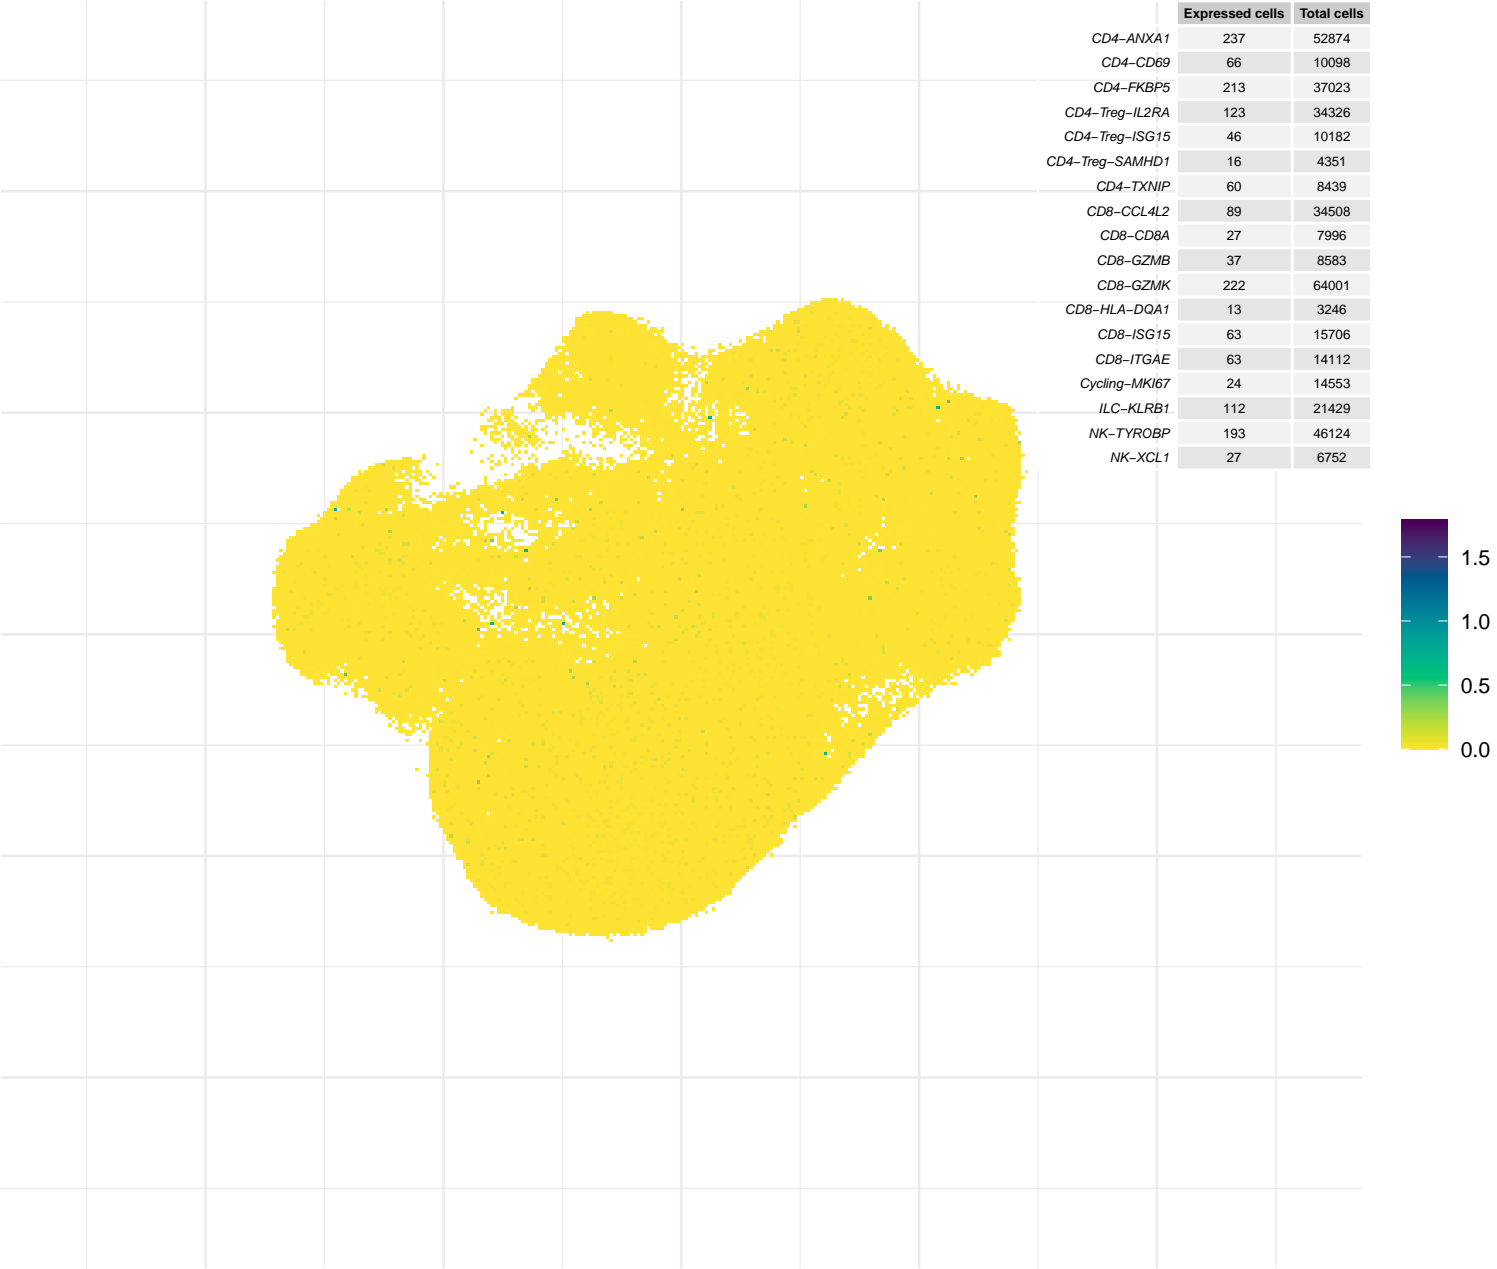 Expressed cells Total cells
CD4−ANXA1 237 52874
CD4−CD69 66 10098
CD4−FKBP5 213 37023
CD4−Treg−IL2RA 123 34326
CD4−Treg−ISG15 46 10182
CD4−Treg−SAMHD1 16 4351
CD4−TXNIP 60 8439
CD8−CCL4L2 89 34508
CD8−CD8A 27 7996
CD8−GZMB 37 8583
CD8−GZMK 222 64001
CD8−HLA−DQA1 13 3246
CD8−ISG15 63 15706
CD8−ITGAE 63 14112
Cycling−MKI67 24 14553
ILC−KLRB1 112 21429
NK−TYROBP 193 46124
NK−XCL1 27 6752
1.5
1.0
0.5
0.0